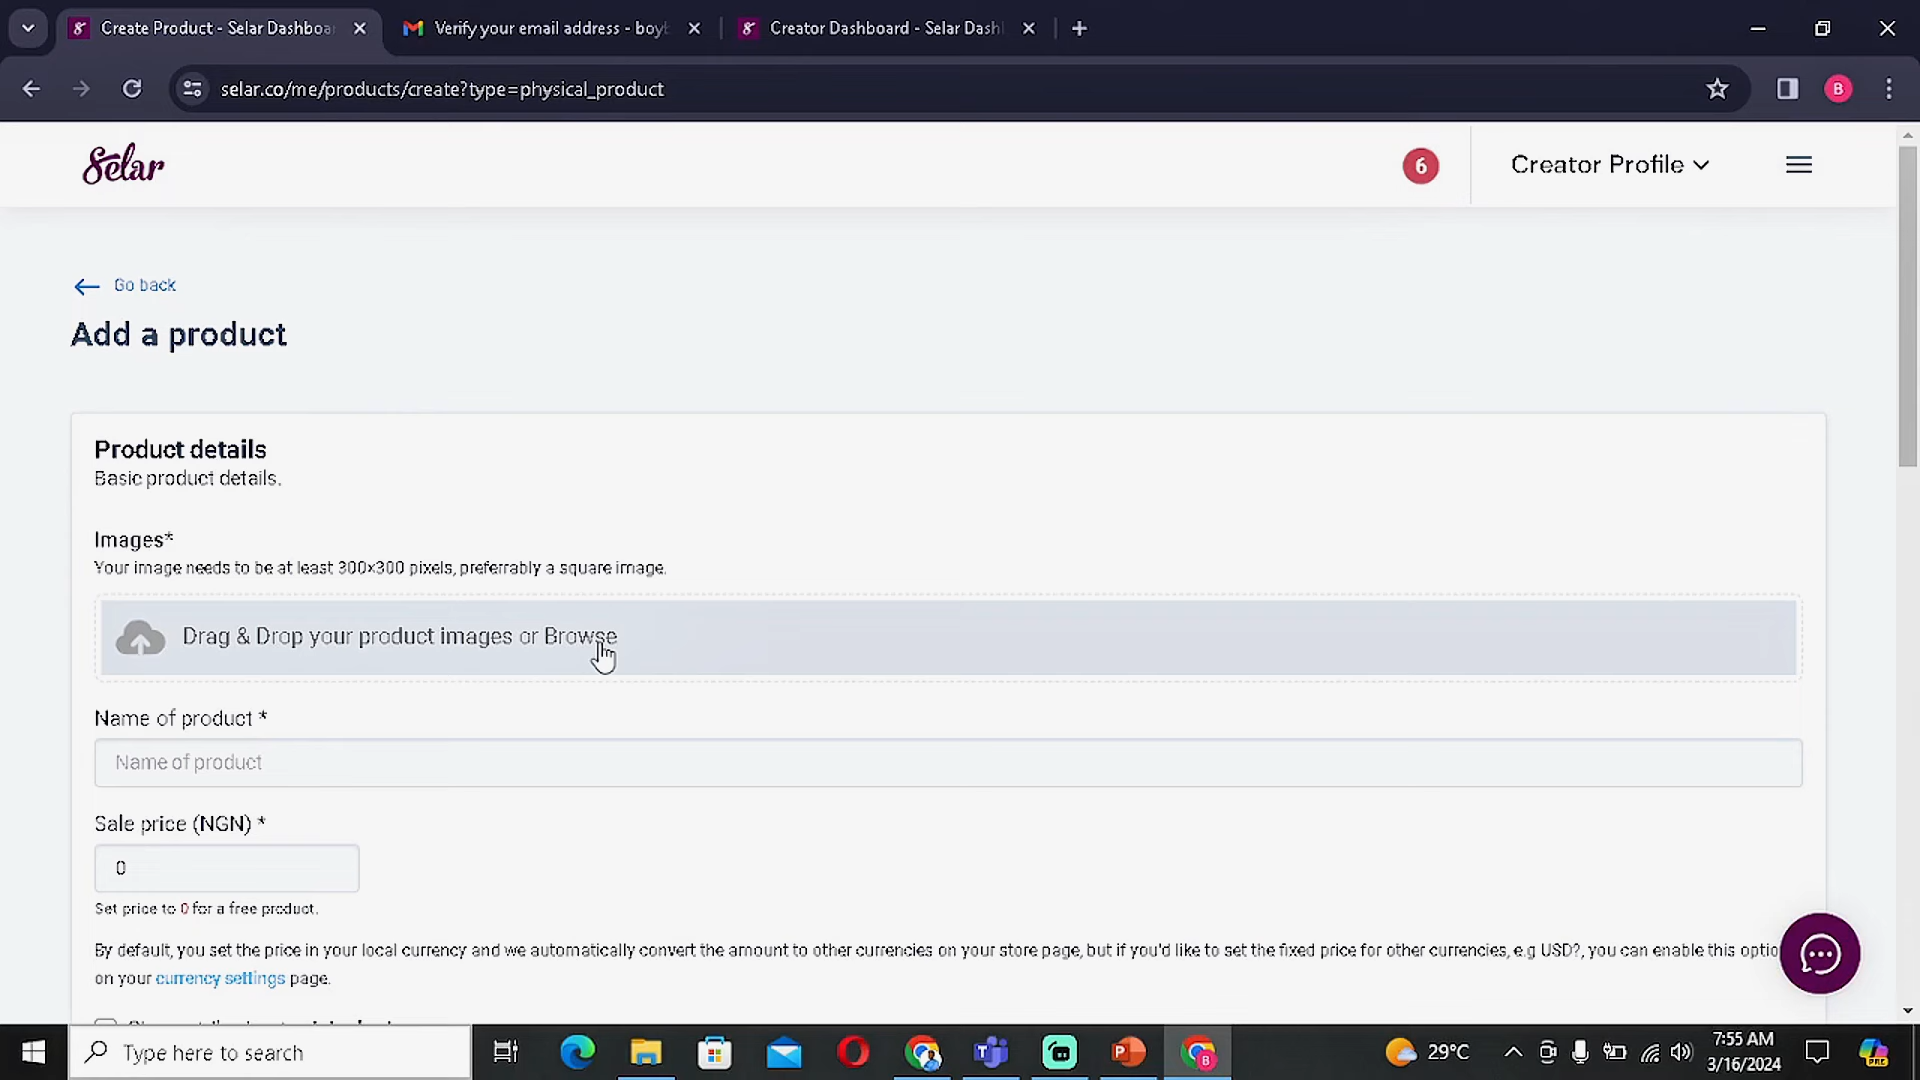 Create Product - Selar Dashboa
Verify your email address - boyb
Creator Dashboard - Selar Dash
selar.co/me/products/create?type=physical_product
B
Selar
6
Creator Profile
Go back
Add a product
Product details
Basic product details.
Images*
Your image needs to be at least 300×300 pixels, preferrably a square image.
Drag & Drop your product images or Browse
Name of product *
Name of product
Sale price (NGN) *
0
Set price to 0 for a free product.
By default, you set the price in your local currency and we automatically convert the amount to other currencies on your store page, but if you'd like to set the fixed price for other currencies, e.g USD?, you can enable this optio
on your currency settings page.
Type here to search
29°C
7:55 AM
3/16/2024